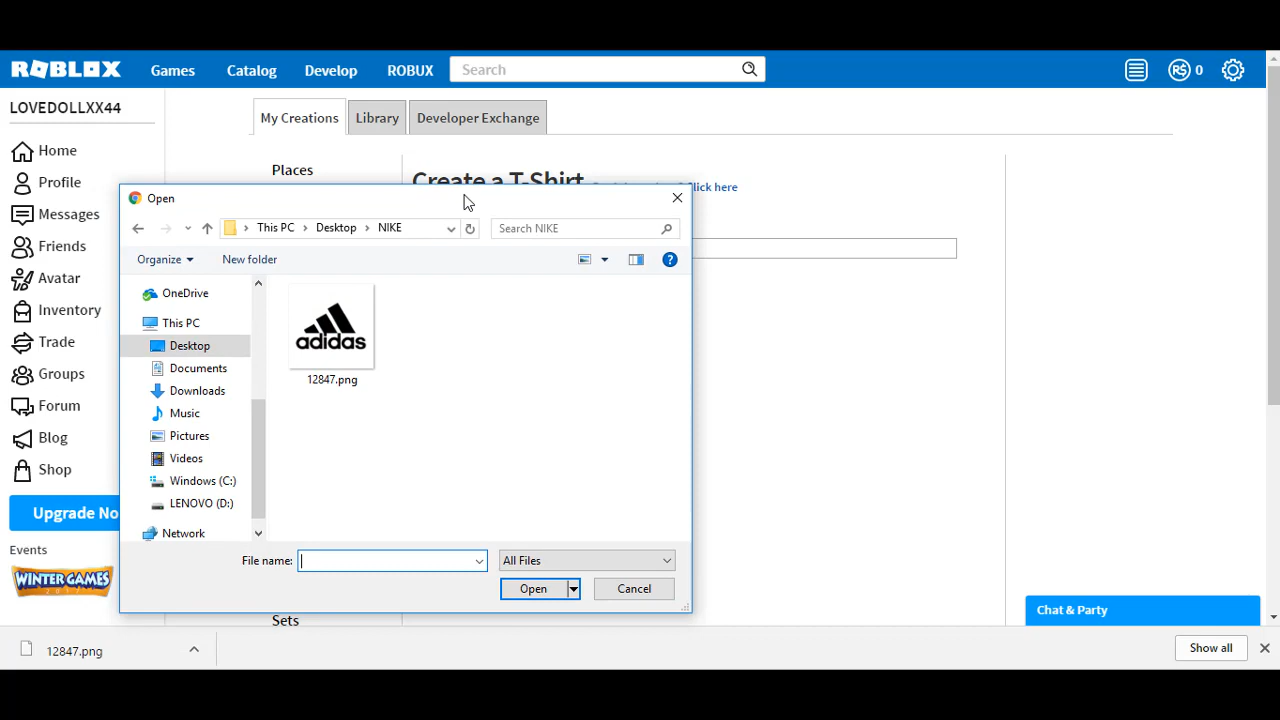 ROBLOX Games Catalog Develop ROBUX Search R$ 0
LOVEDOLLXX44
My Creations Library Developer Exchange
Home
Profile
Messages
Friends
Avatar
Inventory
Trade
Groups
Forum
Blog
Shop
Upgrade No
Events
WINTER GAMES
2017
Places
Create a T-Shirt
lick here
Open
This PC Desktop NIKE Search NIKE
Organize New folder
OneDrive
This PC
Desktop
Documents
Downloads
Music
Pictures
Videos
Windows (C:)
LENOVO (D:)
Network
adidas
12847.png
File name: All Files
Open Cancel
Sets
Chat & Party
12847.png Show all